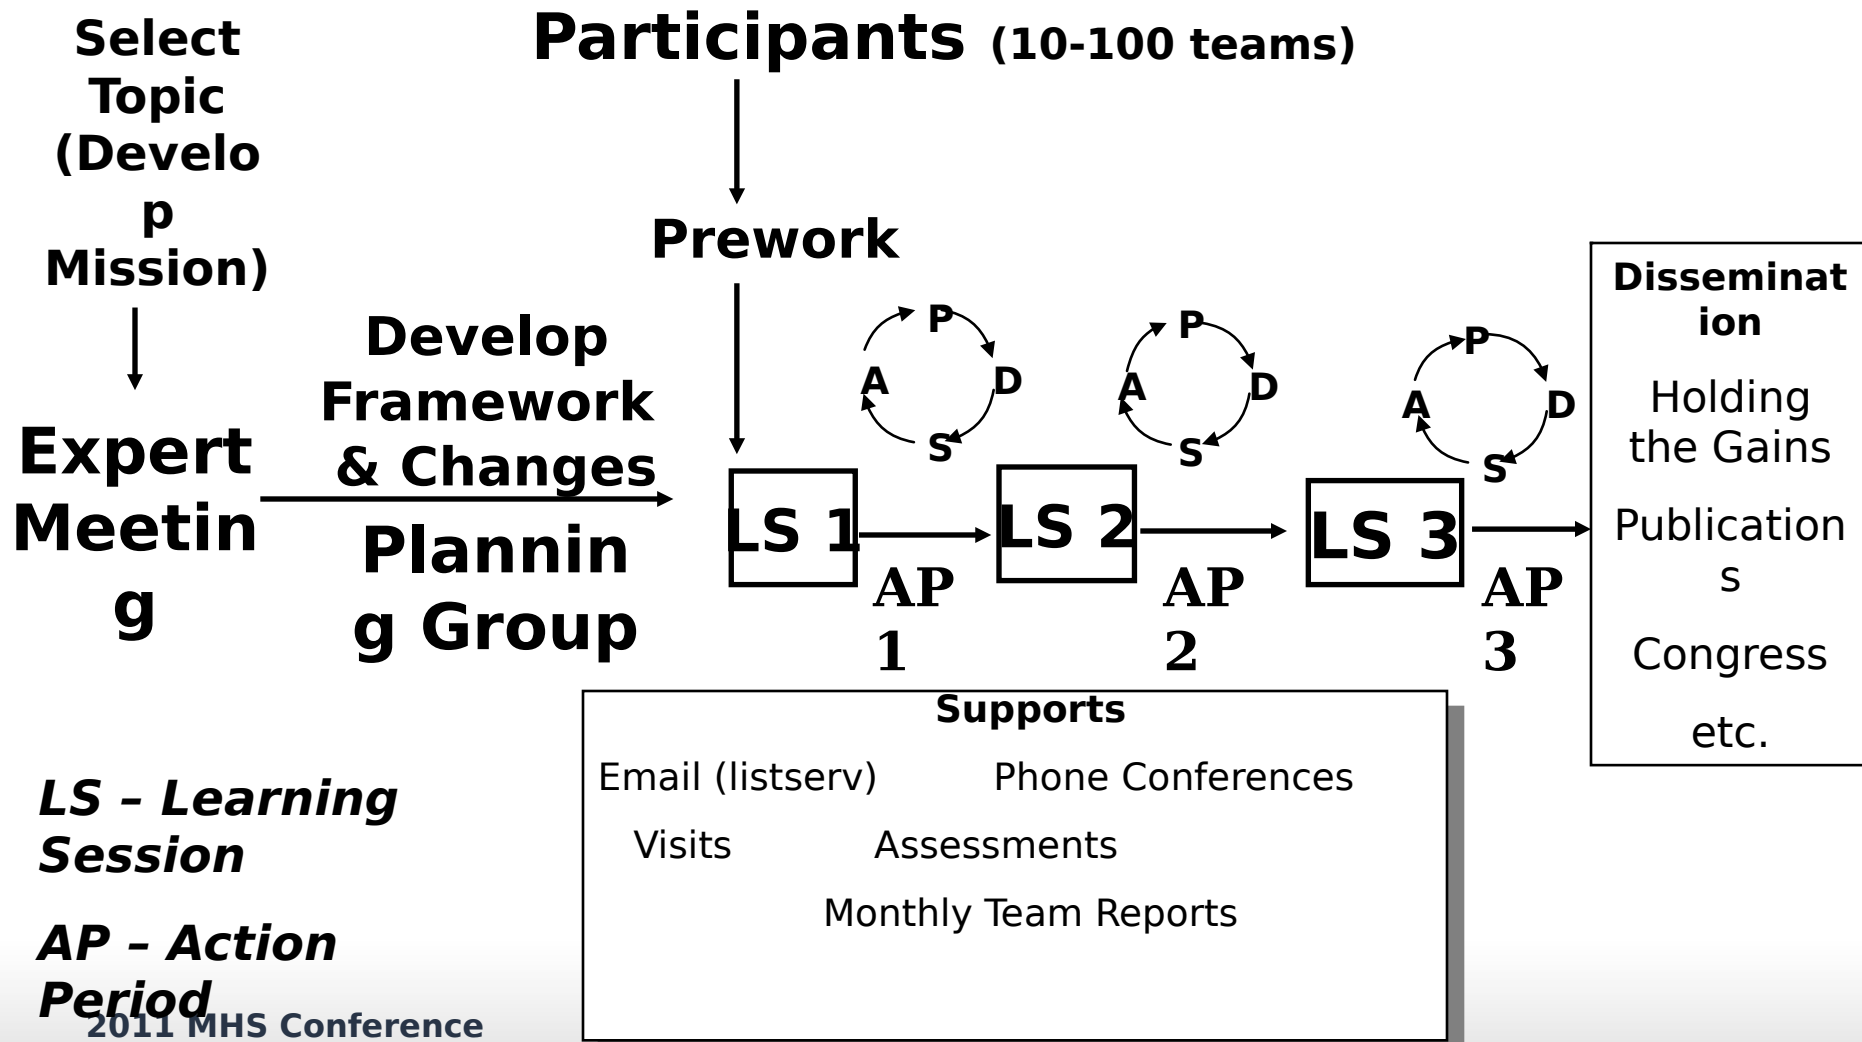 Select
Topic
(Develo
p
Mission)
Participants (10-100 teams)
Prework
Expert
Meetin
g
Develop
Framework
& Changes
Plannin
g Group
P
A D
S
P
A D
S
P
A D
S
LS 1
LS 2
LS 3
AP
1
AP
2
AP
3
Disseminat
ion
Holding
the Gains
Publication
s
Congress
etc.
Supports
Email (listserv) Phone Conferences
Visits Assessments
Monthly Team Reports
LS – Learning
Session
AP – Action
Period
2011 MHS Conference